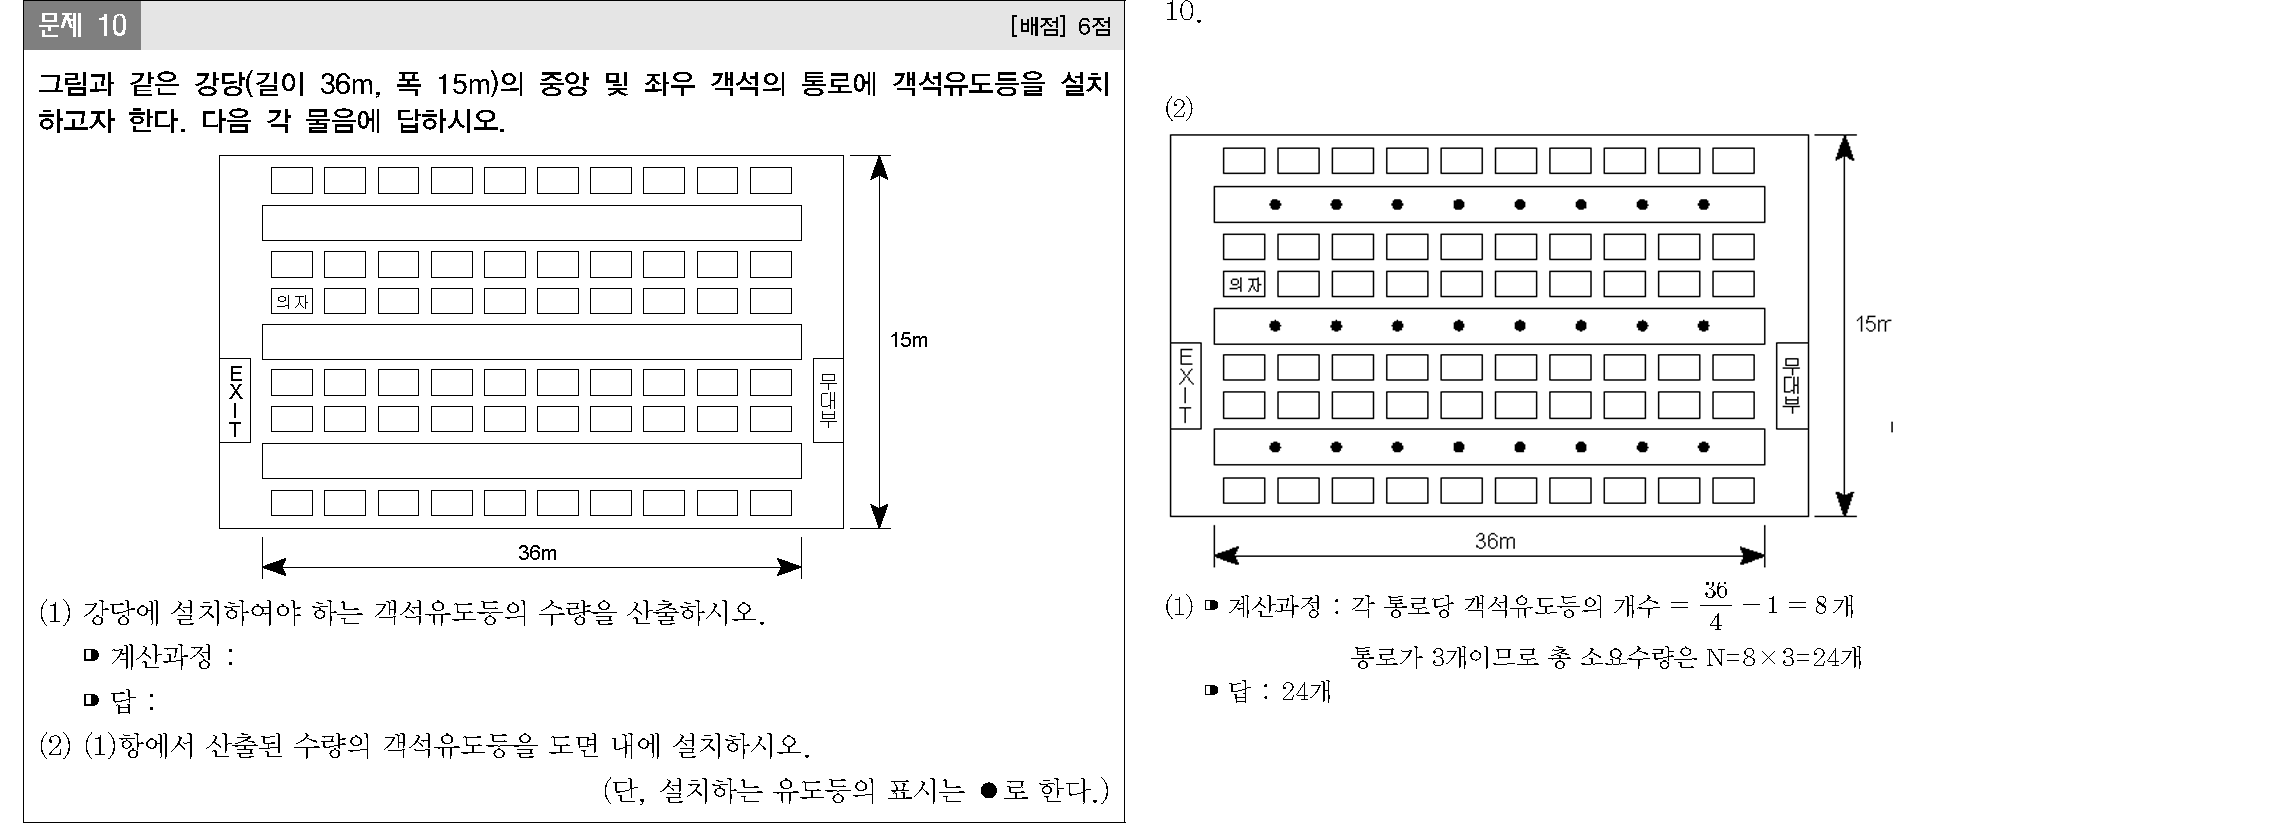 문제 10
[배점] 6점
그림과 같은 강당(길이 36m, 폭 15m)의 중앙 및 좌우 객석의 통로에 객석유도등을 설치
하고자 한다. 다음 각 물음에 답하시오.
의자
EXIT
무대부
15m
36m
(1) 강당에 설치하여야 하는 객석유도등의 수량을 산출하시오.
계산과정 :
답 :
(2) (1)항에서 산출된 수량의 객석유도등을 도면 내에 설치하시오.
(단, 설치하는 유도등의 표시는 ●로 한다.)
10.
(2)
의자
EXIT
무대부
15m
36m
(1) 계산과정 : 각 통로당 객석유도등의 개수 = 36/4 - 1 = 8개
통로가 3개이므로 총 소요수량은 N=8×3=24개
답 : 24개